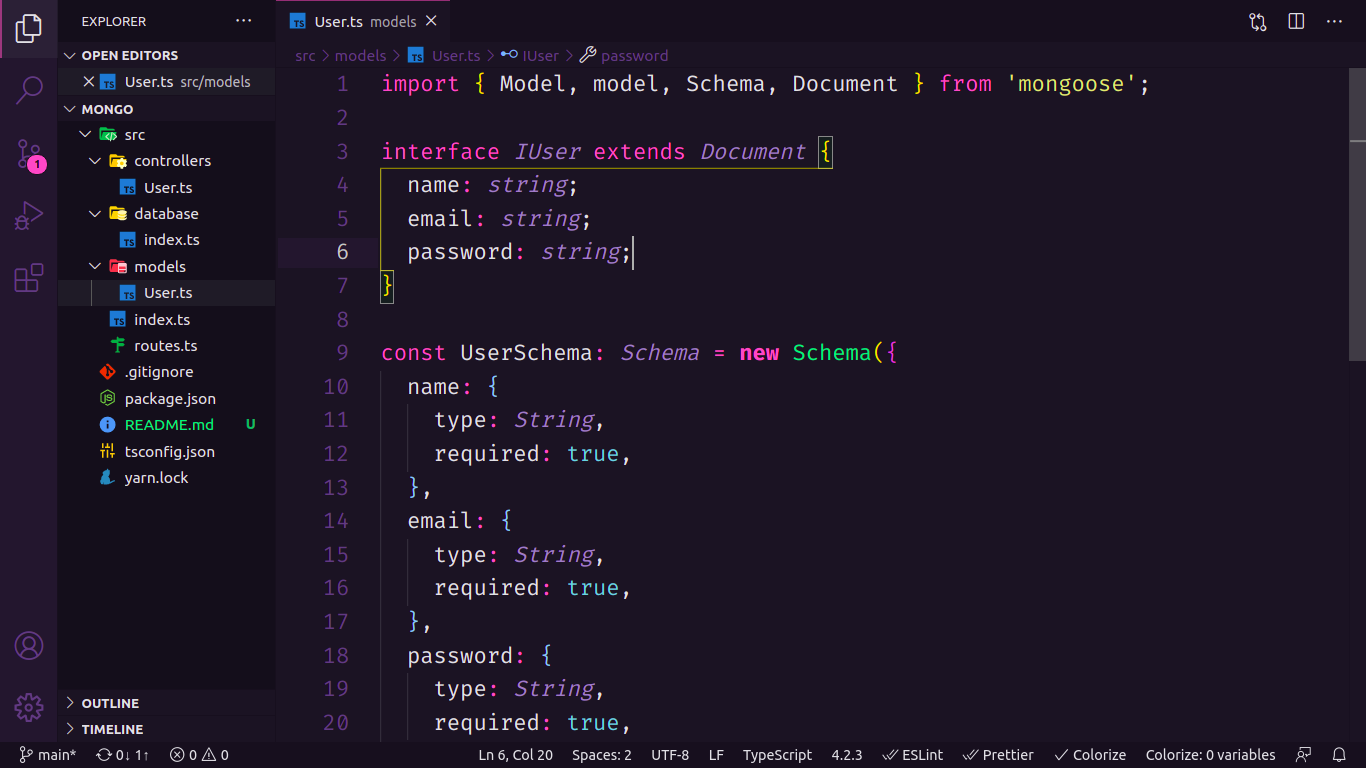 EXPLORER ···
OPEN EDITORS
User.ts src/models
MONGO
src
controllers
User.ts
database
index.ts
models
User.ts
index.ts
routes.ts
.gitignore
package.json
README.md U
tsconfig.json
yarn.lock
OUTLINE
TIMELINE
1
User.ts models
src > models > User.ts > IUser > password
1 import { Model, model, Schema, Document } from 'mongoose';
2
3 interface IUser extends Document {
4 name: string;
5 email: string;
6 password: string;
7 }
8
9 const UserSchema: Schema = new Schema({
10 name: {
11 type: String,
12 required: true,
13 },
14 email: {
15 type: String,
16 required: true,
17 },
18 password: {
19 type: String,
20 required: true,
main* 0↓ 1↑ 0 0 Ln 6, Col 20 Spaces: 2 UTF-8 LF TypeScript 4.2.3 ESLint Prettier Colorize Colorize: 0 variables